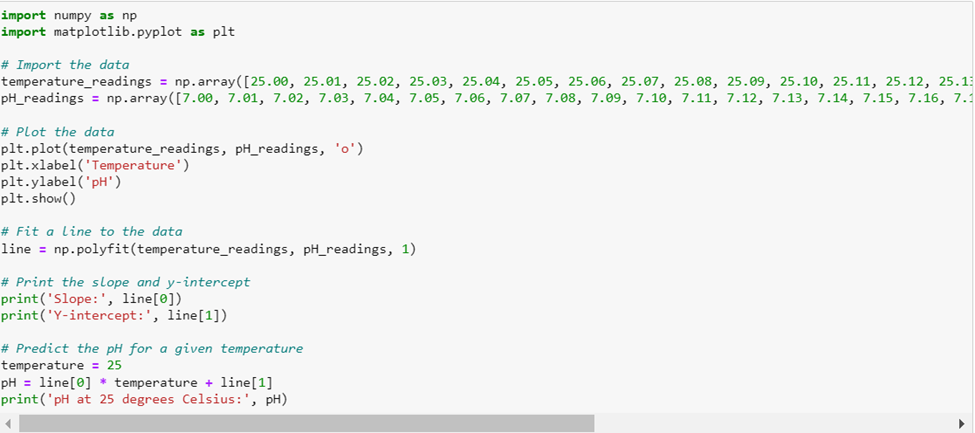 import numpy as np
import matplotlib.pyplot as plt
# Import the data
temperature_readings = np.array([25.00, 25.01, 25.02, 25.03, 25.04, 25.05, 25.06, 25.07, 25.08, 25.09, 25.10, 25.11, 25.12, 25.13
pH_readings = np.array([7.00, 7.01, 7.02, 7.03, 7.04, 7.05, 7.06, 7.07, 7.08, 7.09, 7.10, 7.11, 7.12, 7.13, 7.14, 7.15, 7.16, 7.1
# Plot the data
plt.plot(temperature_readings, pH_readings, 'o')
plt.xlabel('Temperature')
plt.ylabel('pH')
plt.show()
# Fit a line to the data
line = np.polyfit(temperature_readings, pH_readings, 1)
# Print the slope and y-intercept
print('Slope:', line[0])
print('Y-intercept:', line[1])
# Predict the pH for a given temperature
temperature = 25
pH = line[0] * temperature + line[1]
print('pH at 25 degrees Celsius:', pH)